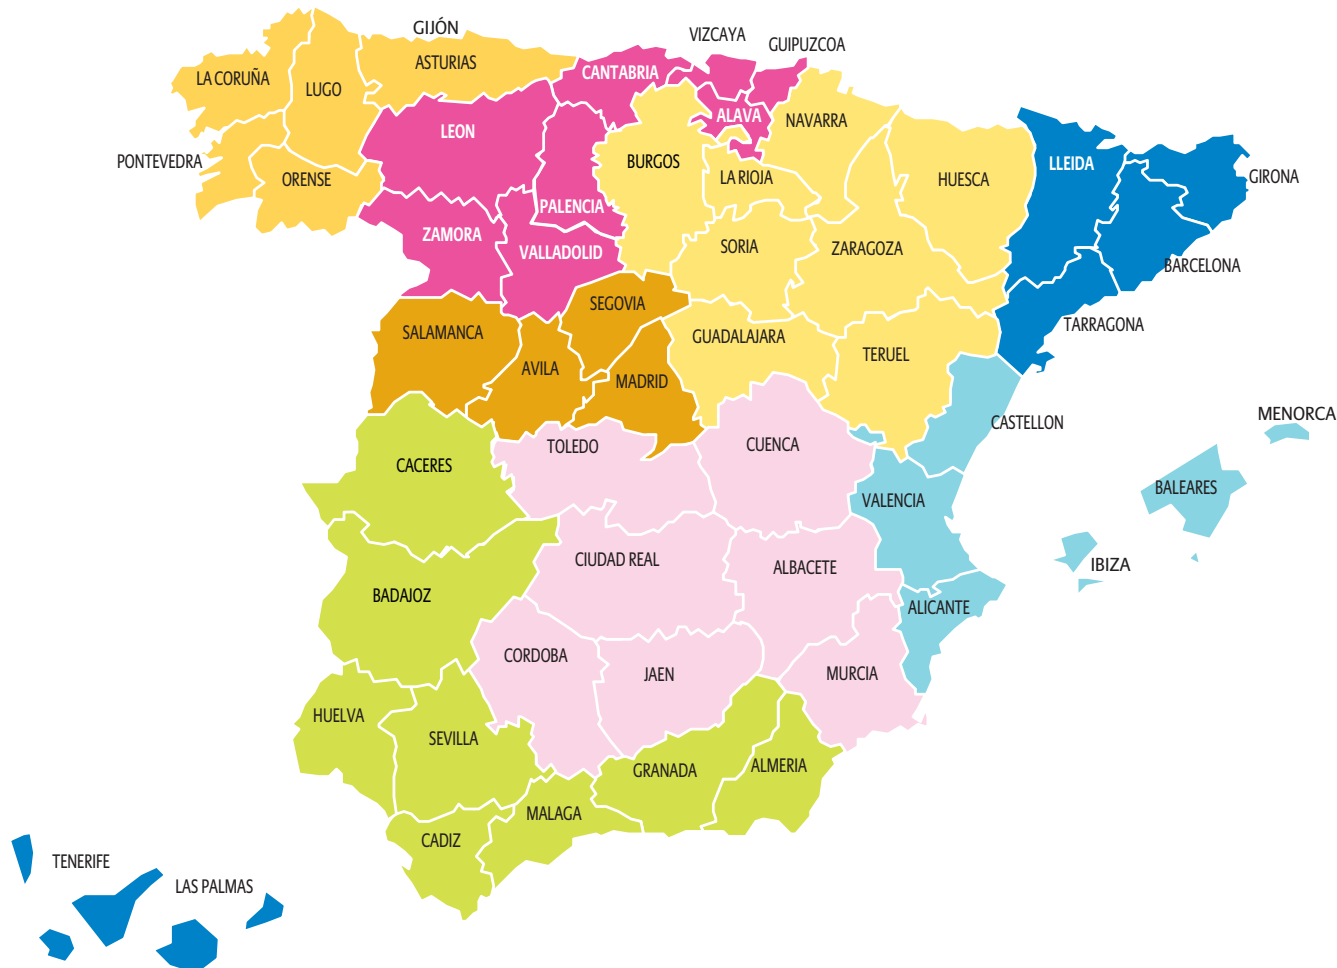 GIJÓN
VIZCAYA
GUIPUZCOA
ASTURIAS
CANTABRIA
LA CORUÑA
LUGO
ALAVA
NAVARRA
LEON
PONTEVEDRA
ORENSE
BURGOS
LA RIOJA
HUESCA
LLEIDA
GIRONA
PALENCIA
ZAMORA
VALLADOLID
SORIA
ZARAGOZA
BARCELONA
SEGOVIA
SALAMANCA
GUADALAJARA
TERUEL
TARRAGONA
AVILA
MADRID
MENORCA
CASTELLON
TOLEDO
CUENCA
CACERES
VALENCIA
BALEARES
CIUDAD REAL
ALBACETE
IBIZA
BADAJOZ
ALICANTE
CORDOBA
JAEN
MURCIA
HUELVA
SEVILLA
GRANADA
ALMERIA
MALAGA
CADIZ
TENERIFE
LAS PALMAS